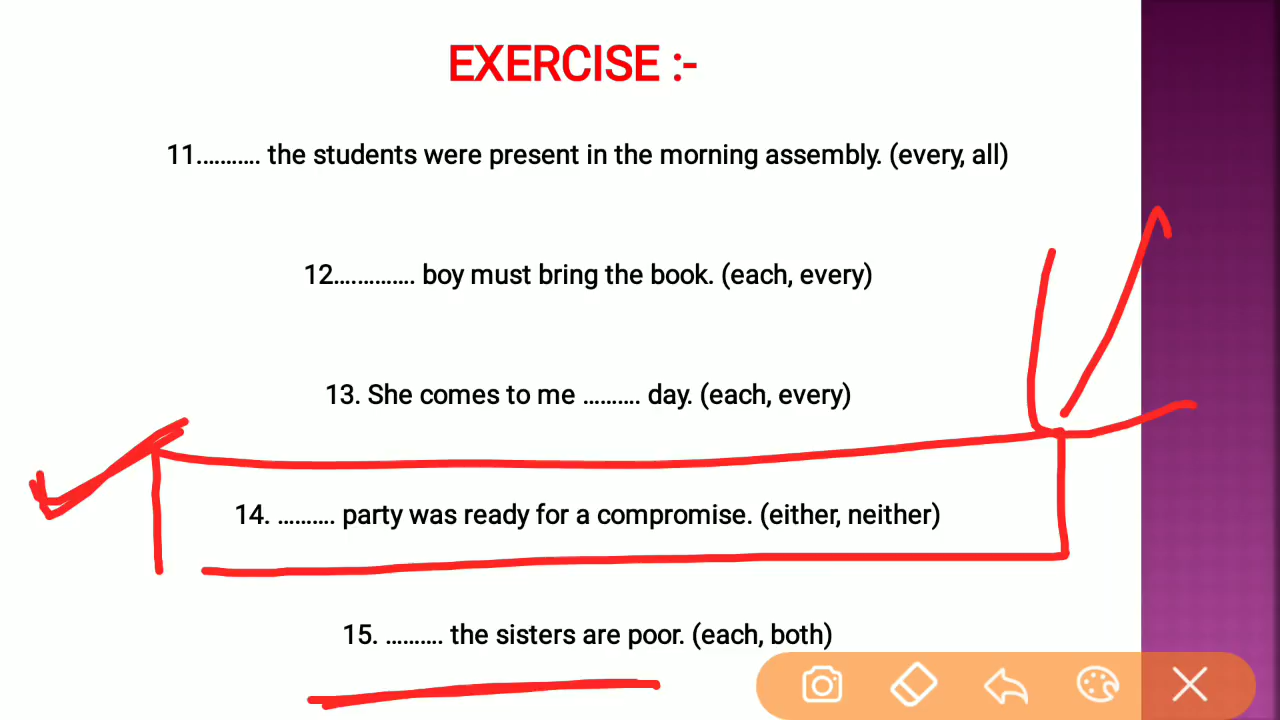 EXERCISE :-
11.……….. the students were present in the morning assembly. (every, all)
12.…………. boy must bring the book. (each, every)
13. She comes to me ………. day. (each, every)
14. ………. party was ready for a compromise. (either, neither)
15. ………. the sisters are poor. (each, both)